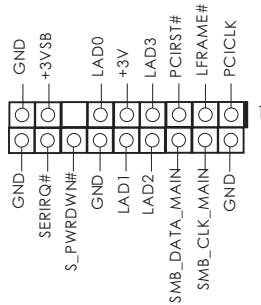 GND
+3VSB
LAD0
+3V
LAD3
PCIRST#
LFRAME#
PCICLK
1
GND
SERIRQ#
S_PWRDWN#
GND
LAD1
LAD2
SMB_DATA_MAIN
SMB_CLK_MAIN
GND